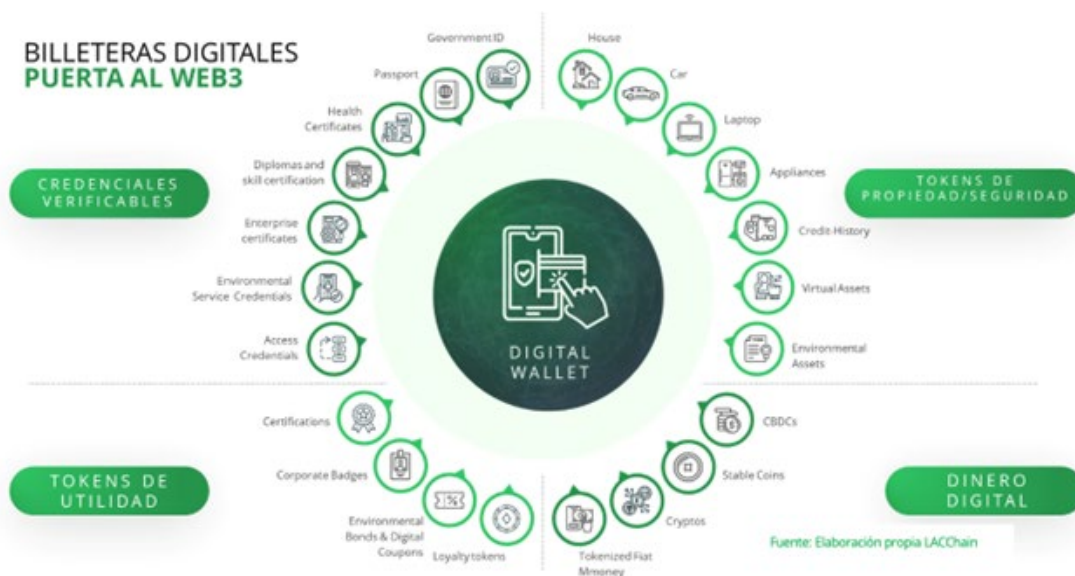 BILLETERAS DIGITALES
PUERTA AL WEB3
Government ID
Passport
Health
Certificates
Diplomas and
skill certification
Enterprise
certificates
Environmental
Service Credentials
Access
Credentials
CREDENCIALES
VERIFICABLES
House
Car
Laptop
Appliances
Credit-History
Virtual Assets
Environmental
Assets
TOKENS DE
PROPIEDAD/SEGURIDAD
DIGITAL
WALLET
Certifications
Corporate Badges
Environmental
Bonds & Digital
Coupons
Loyalty tokens
TOKENS DE
UTILIDAD
CBDCs
Stable Coins
Cryptos
Tokenized Fiat
Mmoney
DINERO
DIGITAL
Fuente: Elaboración propia LACChain